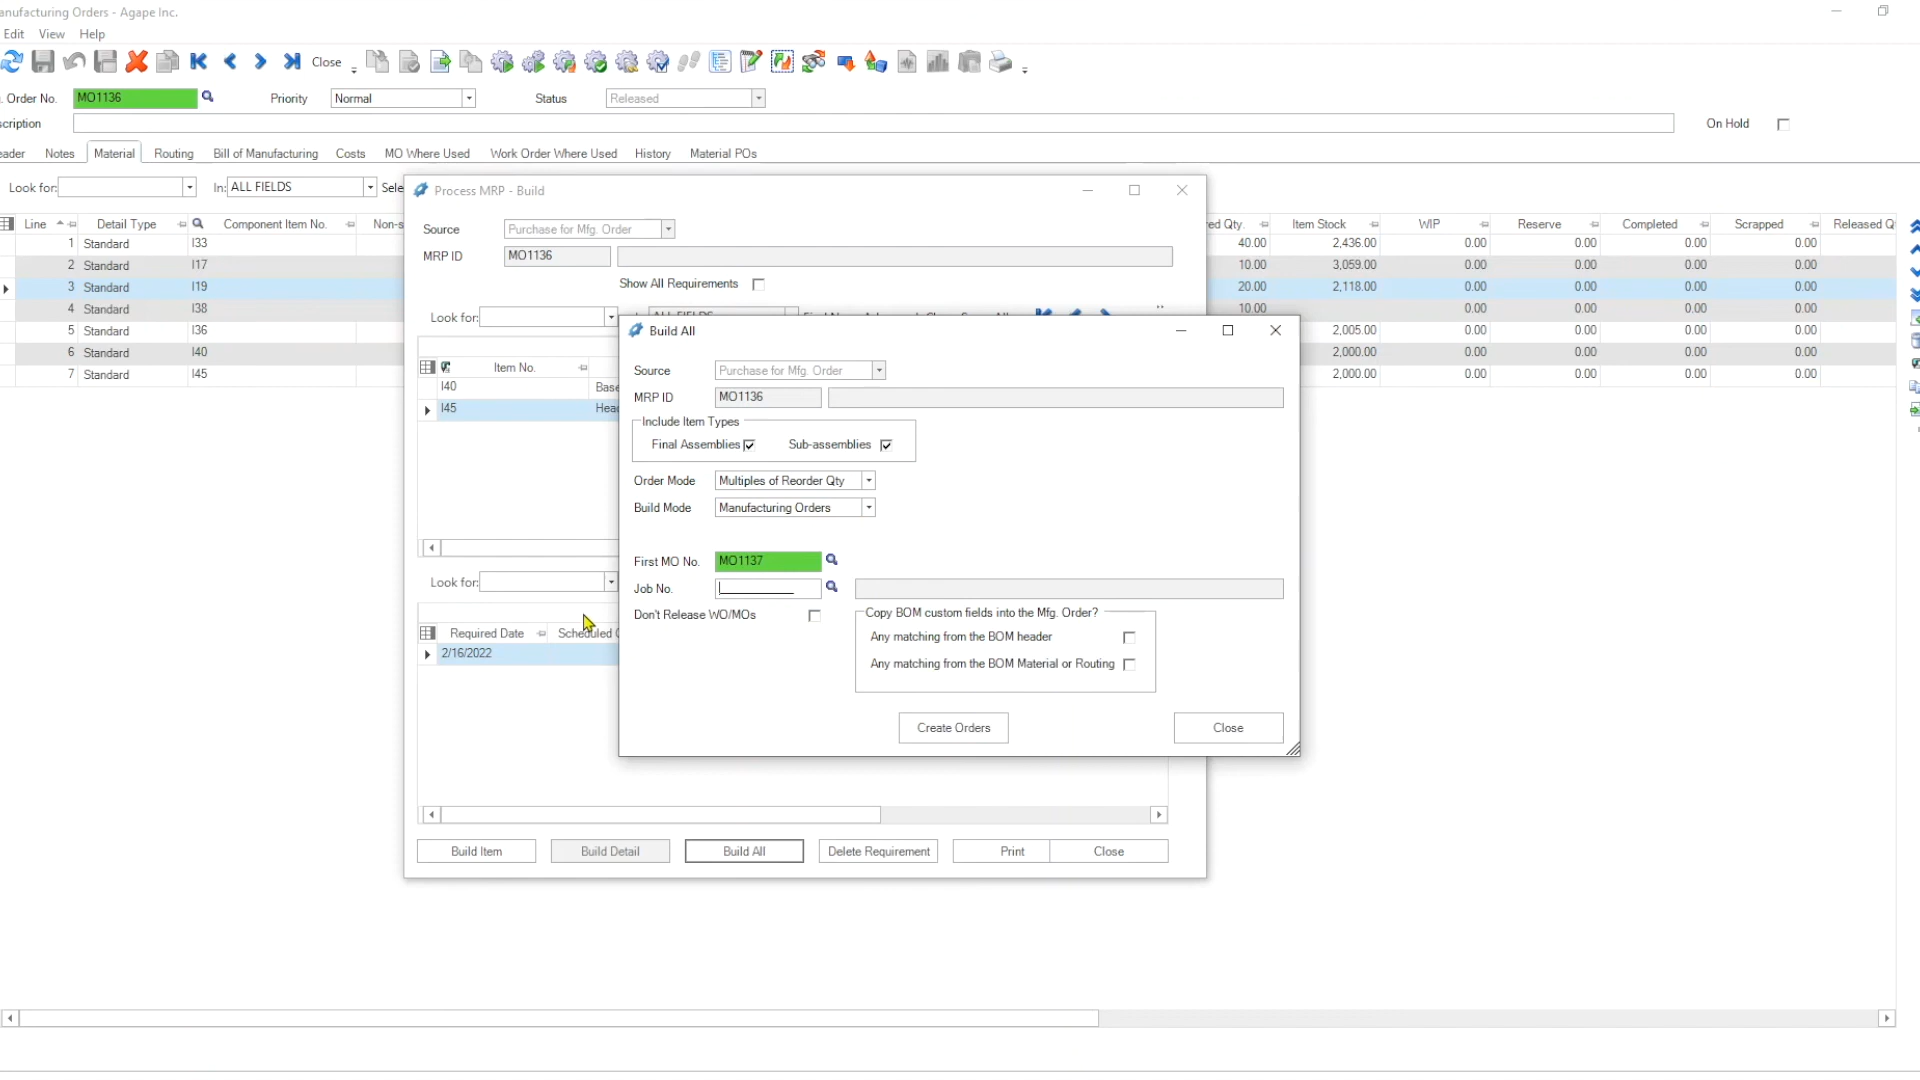 anufacturing Orders - Agape Inc.
Edit View Help
Close
. Order No. MO1136 Priority Normal Status Released
scription On Hold
eader Notes Material Routing Bill of Manufacturing Costs MO Where Used Work Order Where Used History Material POs
Look for: In: ALL FIELDS Sele
Line Detail Type Component Item No. Non-s red Qty. Item Stock WIP Reserve Completed Scrapped Released Q
1 Standard I33 40.00 2,436.00 0.00 0.00 0.00 0.00
2 Standard I17 10.00 3,059.00 0.00 0.00 0.00 0.00
3 Standard I19 20.00 2,118.00 0.00 0.00 0.00 0.00
4 Standard I38 10.00 0.00 0.00 0.00 0.00
5 Standard I36 2,005.00 0.00 0.00 0.00 0.00
6 Standard I40 2,000.00 0.00 0.00 0.00 0.00
7 Standard I45 2,000.00 0.00 0.00 0.00 0.00
Process MRP - Build
Source Purchase for Mfg. Order
MRP ID MO1136
Show All Requirements
Look for:
Item No.
I40 Base
I45 Head
Look for:
Required Date Scheduled
2/16/2022
Build Item Build Detail Build All Delete Requirement Print Close
Build All
Source Purchase for Mfg. Order
MRP ID MO1136
Include Item Types
Final Assemblies Sub-assemblies
Order Mode Multiples of Reorder Qty
Build Mode Manufacturing Orders
First MO No. MO1137
Job No.
Don't Release WO/MOs
Copy BOM custom fields into the Mfg. Order?
Any matching from the BOM header
Any matching from the BOM Material or Routing
Create Orders Close